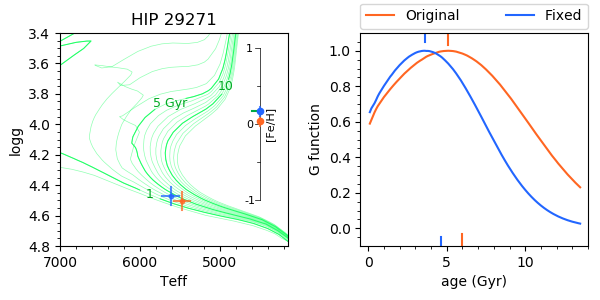 HIP 29271
logg
3.4
3.6
3.8
4.0
4.2
4.4
4.6
4.8
5 Gyr
10
1
1
0
-1
[Fe/H]
7000 6000 5000
Teff
Original Fixed
G function
1.0
0.8
0.6
0.4
0.2
0.0
0 5 10
age (Gyr)